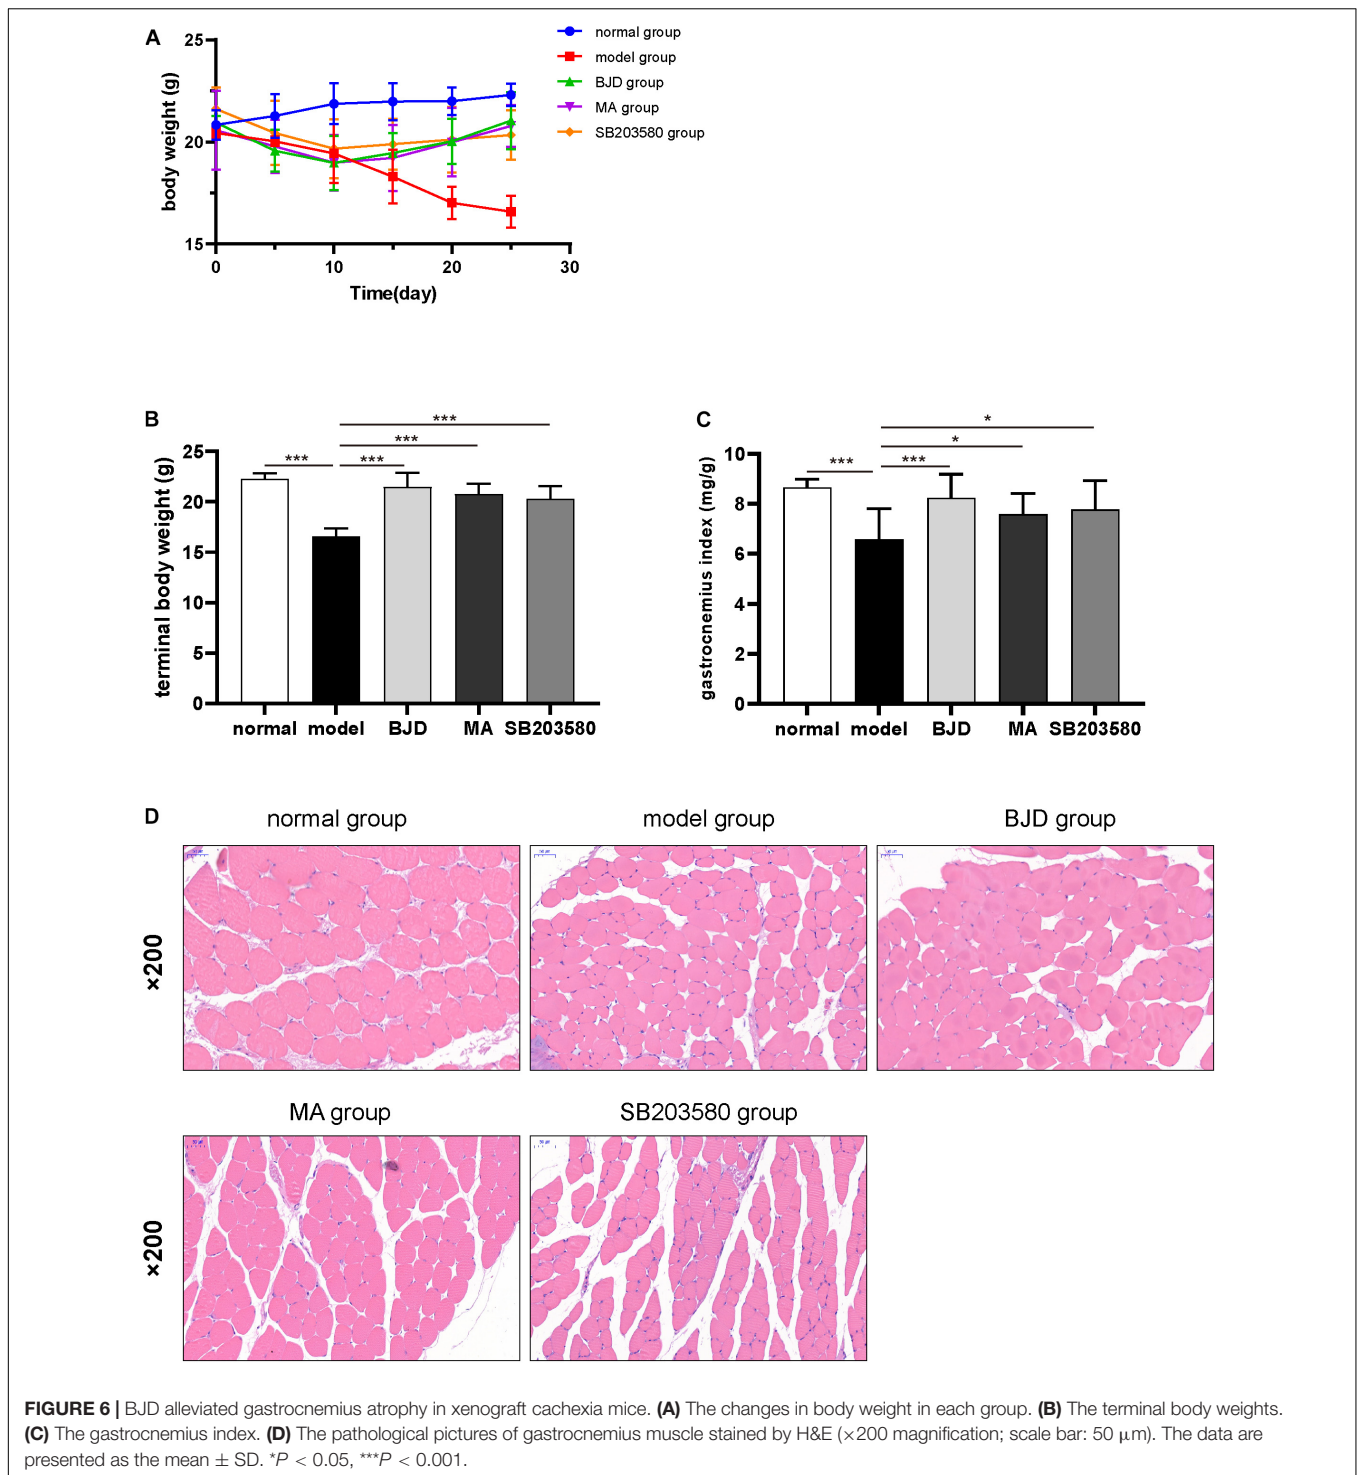 A
25
20
15
body weight (g)
0
10
20
30
Time(day)
normal group
model group
BJD group
MA group
SB203580 group
B
***
***
***
***
25
20
15
10
5
0
terminal body weight (g)
normal model BJD MA SB203580
C
*
*
***
***
10
8
6
4
2
0
gastrocnemius index (mg/g)
normal model BJD MA SB203580
D
normal group model group BJD group
×200
MA group SB203580 group
×200
FIGURE 6 | BJD alleviated gastrocnemius atrophy in xenograft cachexia mice. (A) The changes in body weight in each group. (B) The terminal body weights.
(C) The gastrocnemius index. (D) The pathological pictures of gastrocnemius muscle stained by H&E (×200 magnification; scale bar: 50 μm). The data are
presented as the mean ± SD. *P < 0.05, ***P < 0.001.